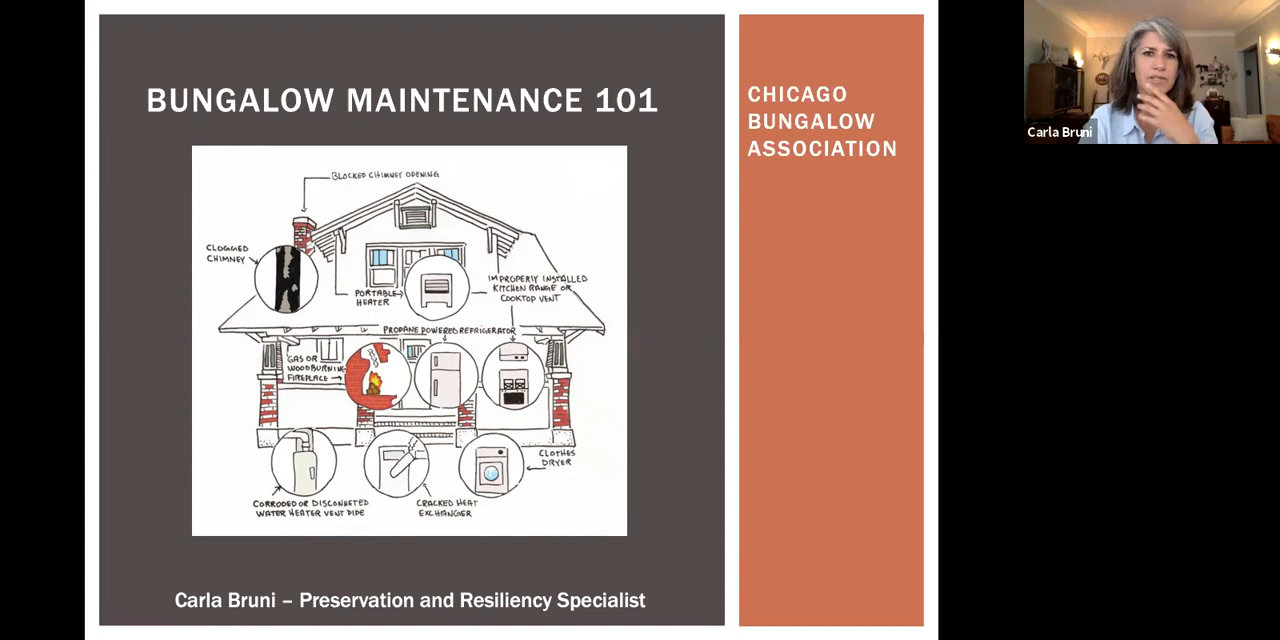 BUNGALOW MAINTENANCE 101
BLOCKED CHIMNEY OPENING
CLOGGED
CHIMNEY
PORTABLE
HEATER
IMPROPERLY INSTALLED
KITCHEN RANGE OR
COOKTOP VENT
PROPANE POWERED REFRIGERATOR
GAS OR
WOODBURNING
FIREPLACE
CLOTHES
DRYER
CORRODED OR DISCONNETED
WATER HEATER VENT PIPE
CRACKED HEAT
EXCHANGER
Carla Bruni – Preservation and Resiliency Specialist
CHICAGO
BUNGALOW
ASSOCIATION
Carla Bruni